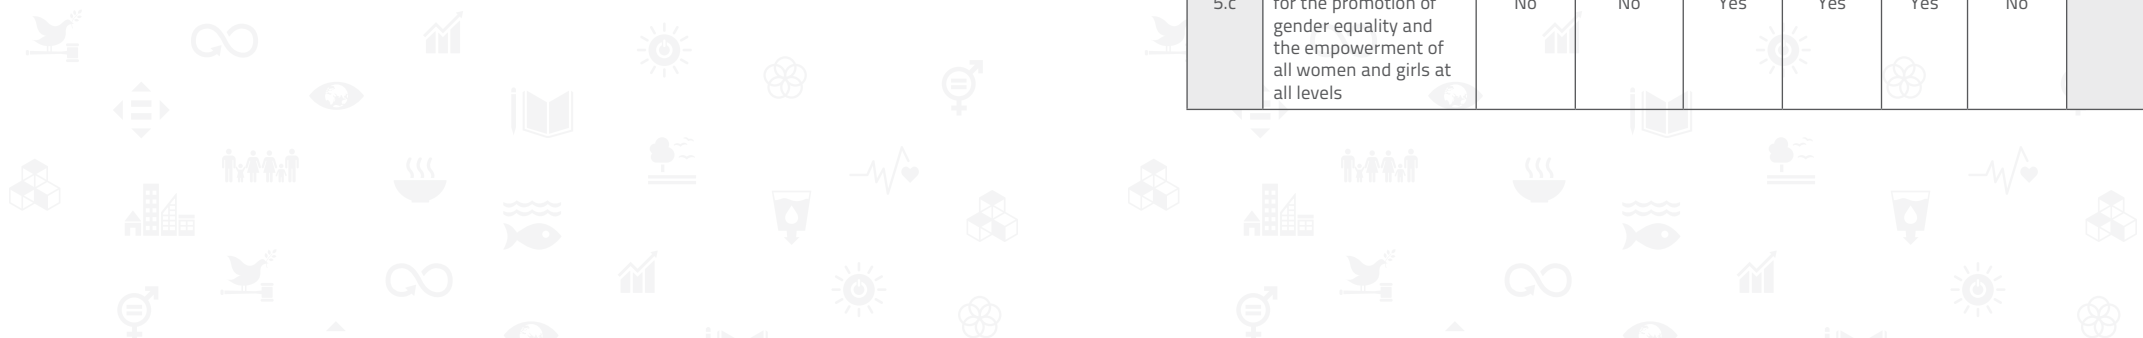 5.c for the promotion of No No Yes Yes Yes No
gender equality and
the empowerment of
all women and girls at
all levels